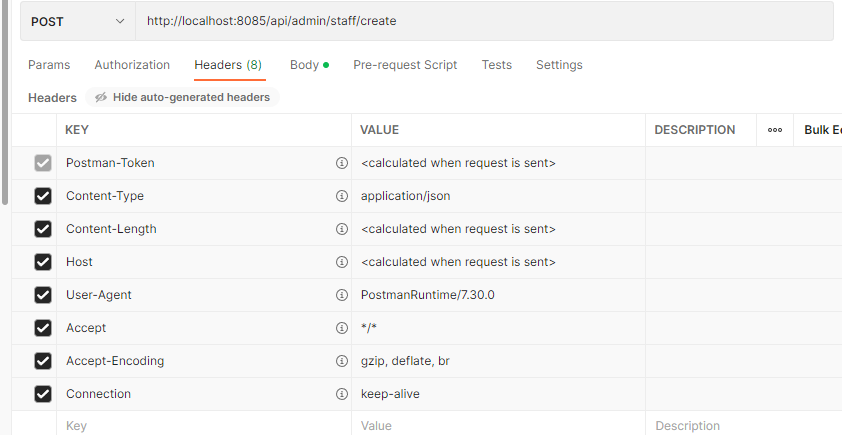 POST http://localhost:8085/api/admin/staff/create
Params Authorization Headers (8) Body Pre-request Script Tests Settings
Headers Hide auto-generated headers
KEY VALUE DESCRIPTION Bulk
Postman-Token <calculated when request is sent>
Content-Type application/json
Content-Length <calculated when request is sent>
Host <calculated when request is sent>
User-Agent PostmanRuntime/7.30.0
Accept */*
Accept-Encoding gzip, deflate, br
Connection keep-alive
Key Value Description